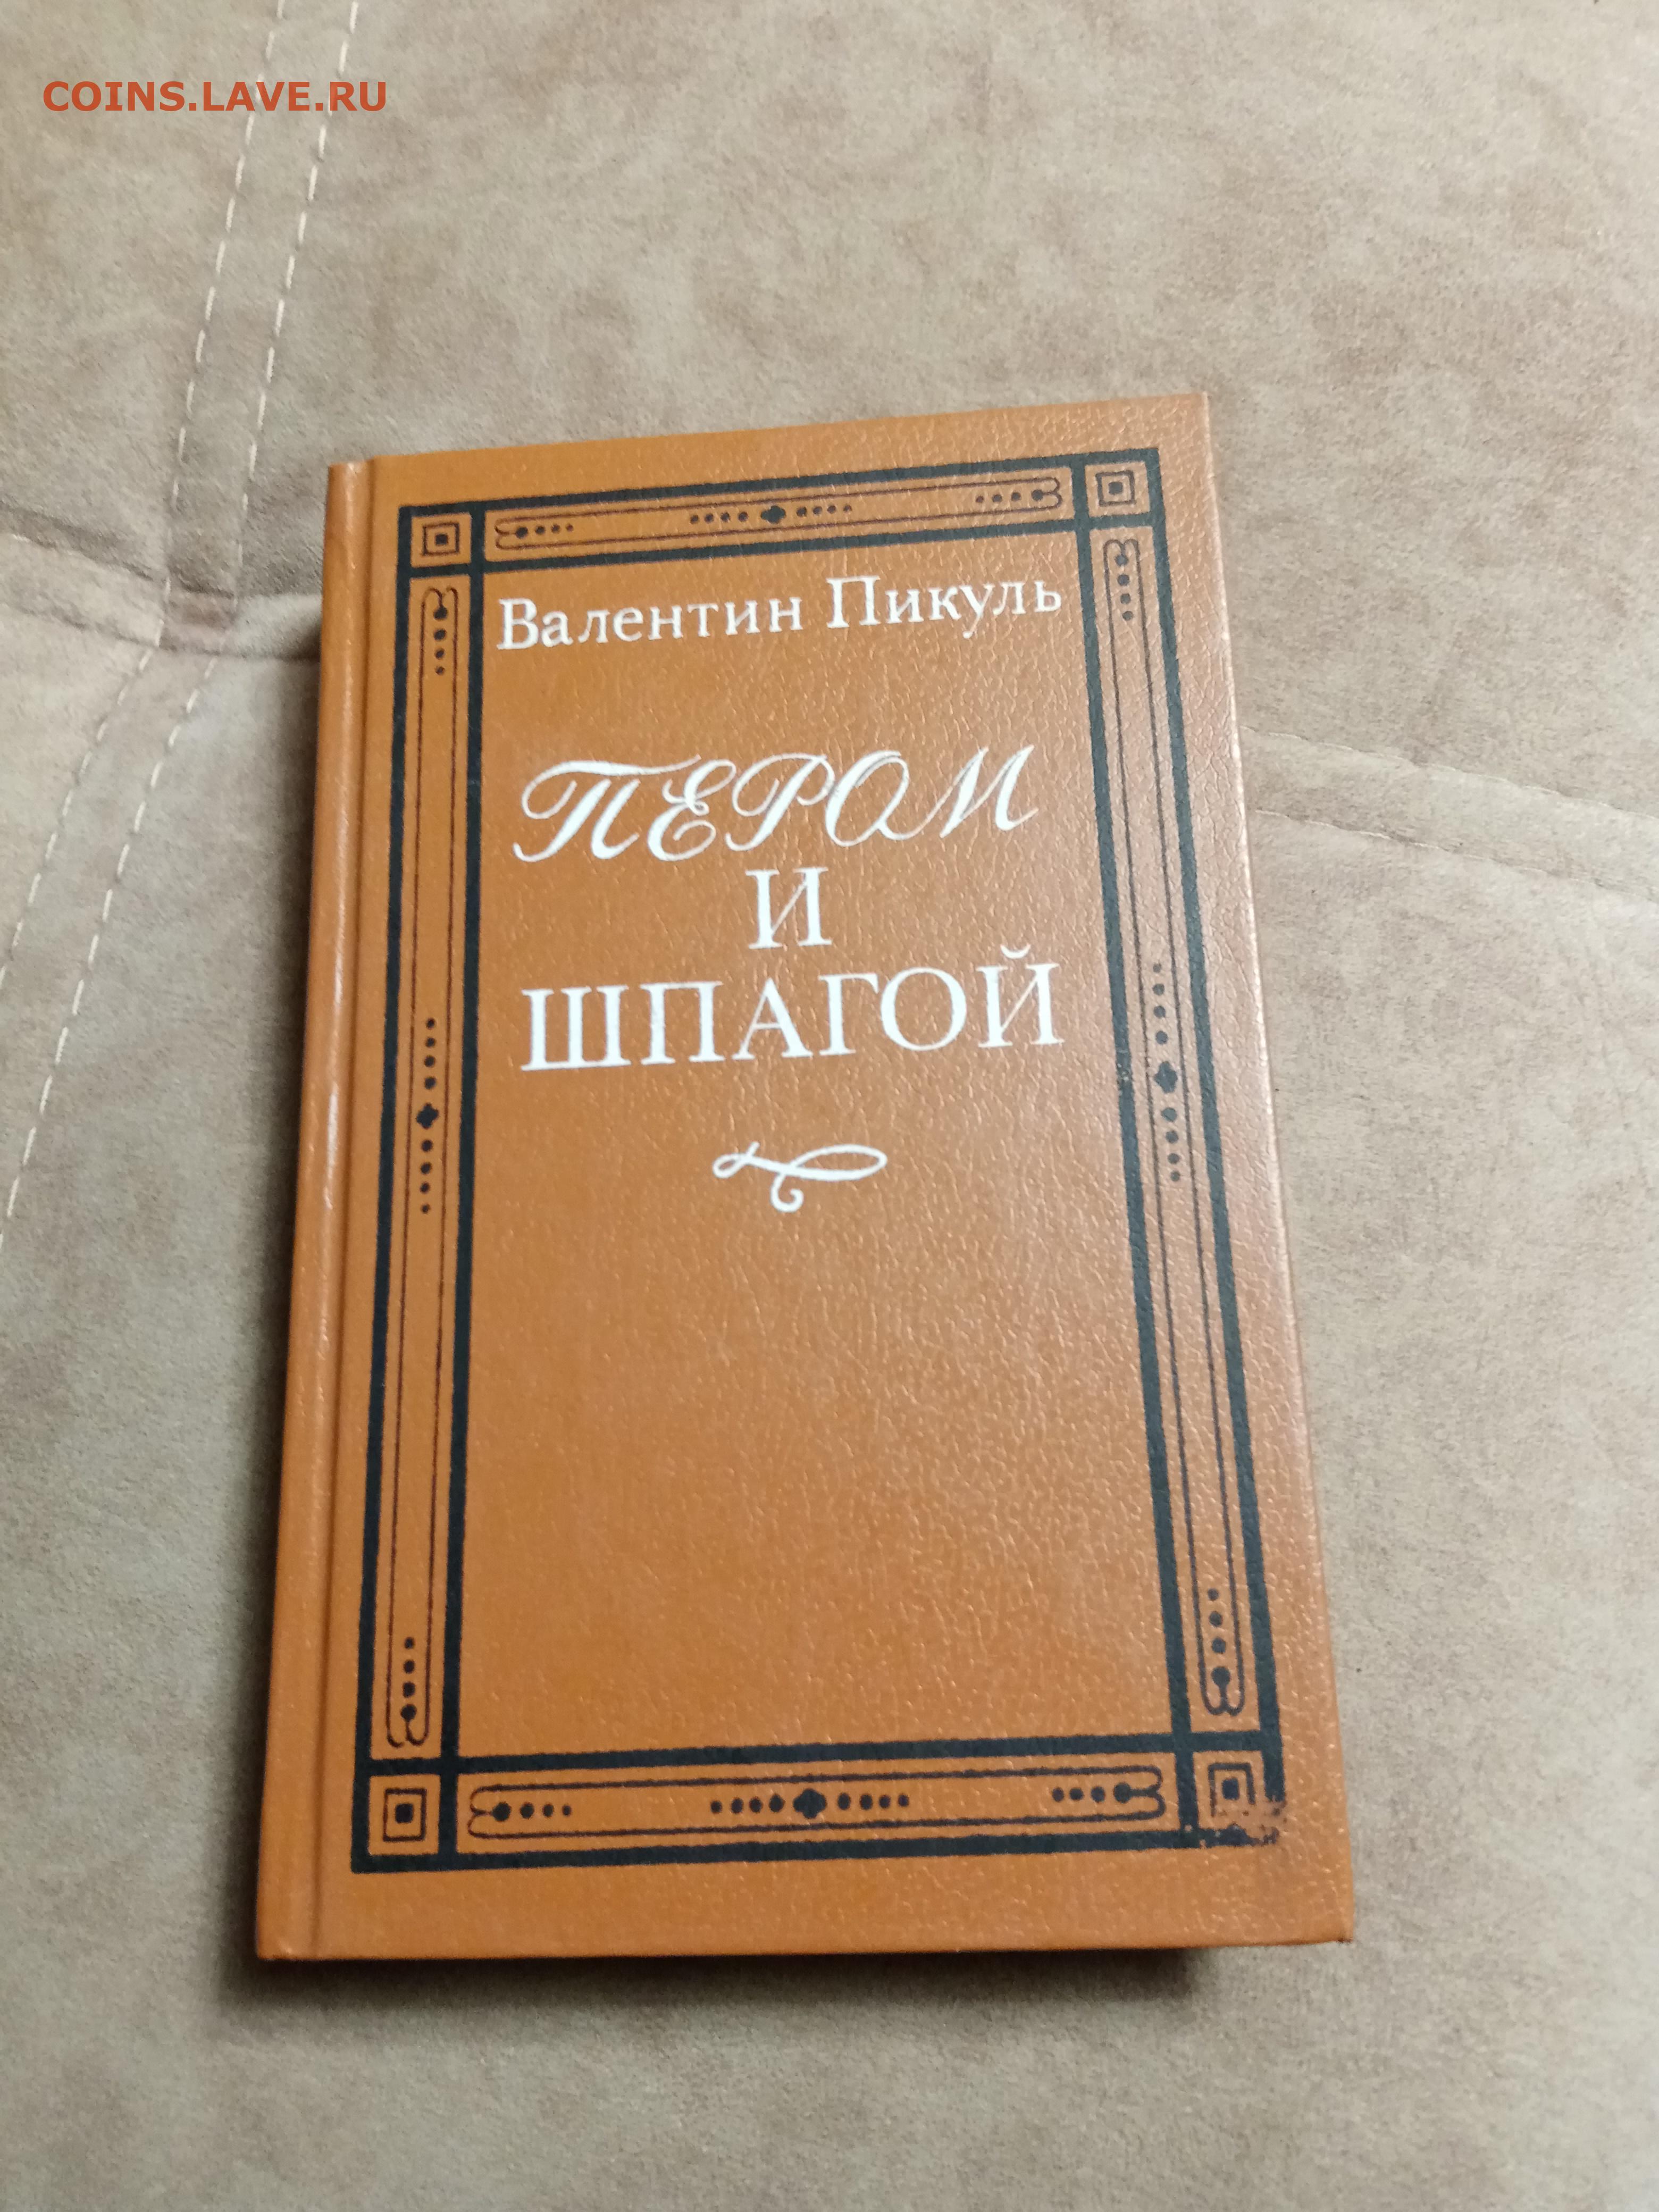 COINS.LAVE.RU
Валентин Пикуль
ПЕРОМ
И
ШПАГОЙ